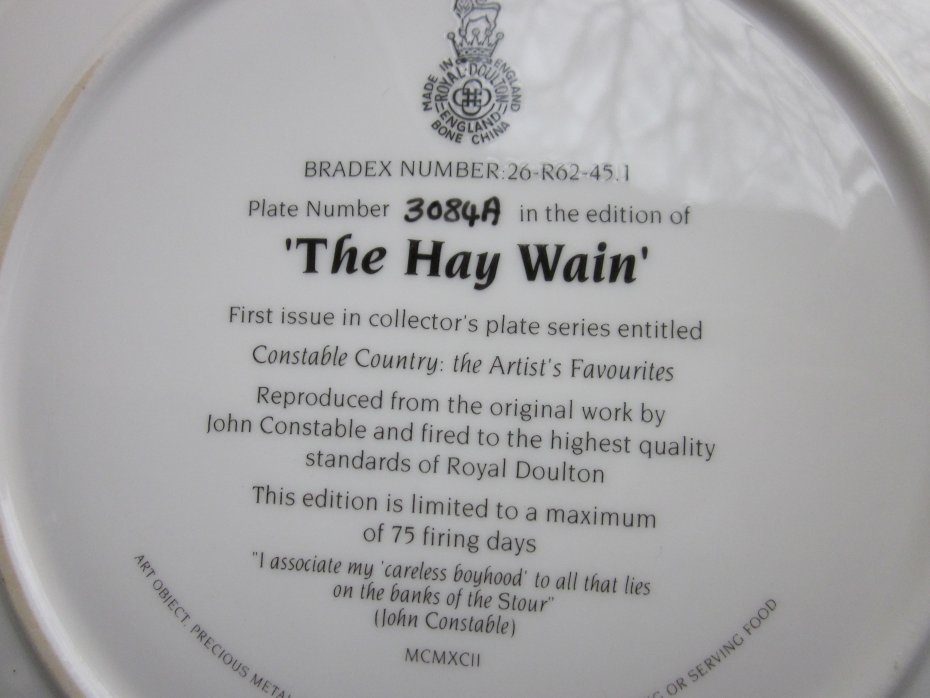 MADE IN ENGLAND
ROYAL·DOULTON
ENGLAND
BONE CHINA
BRADEX NUMBER:26-R62-45.1
Plate Number 3084A in the edition of
'The Hay Wain'
First issue in collector's plate series entitled
Constable Country: the Artist's Favourites
Reproduced from the original work by
John Constable and fired to the highest quality
standards of Royal Doulton
This edition is limited to a maximum
of 75 firing days
"I associate my 'careless boyhood' to all that lies
on the banks of the Stour"
(John Constable)
MCMXCII
ART OBJECT, PRECIOUS
OR SERVING FOOD